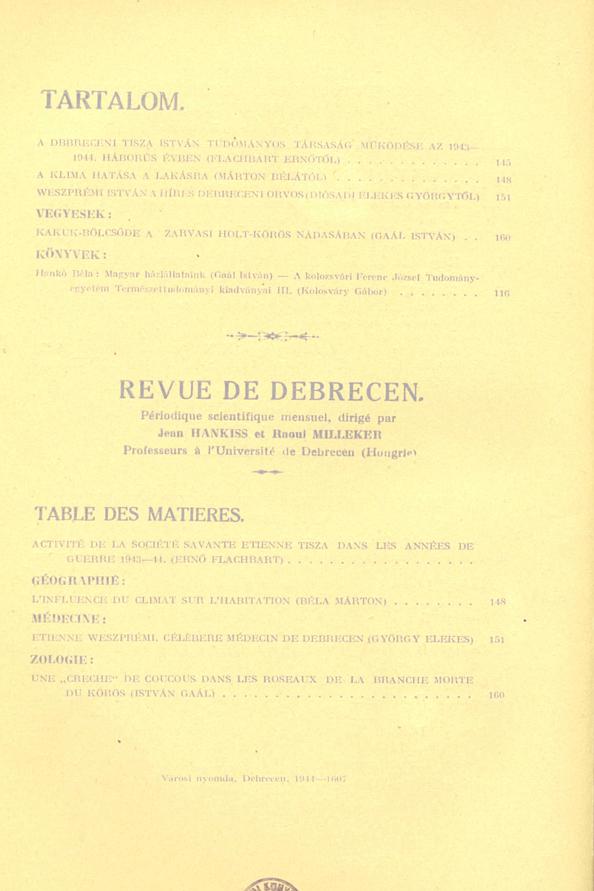 TARTALOM.
A DEBRECENI TISZA ISTVÁN TUDOMÁNYOS TÁRSASÁG MŰKÖDÉSE AZ 1943—
1944. HÁBORÚS ÉVBEN (FLACHBART ERNŐTŐL) . . . . . . . . . . . . 145
A KLIMA HATÁSA A LAKÁSRA (MÁRTON BÉLÁTÓL) . . . . . . . . . . . . 148
WESZPRÉMI ISTVÁN A HÍRES DEBRECENI ORVOS (DIÓSADI ELEKES GYÖRGYTŐL) 151
VEGYESEK :
KAKUK-BÖLCSŐDE A ZARVASI HOLT-KÖRÖS NÁDASÁBAN (GAÁL ISTVÁN) . . 160
KÖNYVEK :
Hankó Béla : Magyar háziállataink (Gaál István) — A kolozsvári Ferenc József Tudomány-
egyetem Természettudományi kiadványai III. (Kolosváry Gábor) . . . . . . . . 116
REVUE DE DEBRECEN.
Périodique scientifique mensuel, dirigé par
Jean HANKISS et Raoul MILLEKER
Professeurs à l'Université de Debrecen (Hongrie)
TABLE DES MATIERES.
ACTIVITÉ DE LA SOCIÉTÉ SAVANTE ETIENNE TISZA DANS LES ANNÉES DE
GUERRE 1943—44. (ERNŐ FLACHBART) . . . . . . . . . . . . . . . . .
GÉOGRAPHIE :
L'INFLUENCE DU CLIMAT SUR L'HABITATION (BÉLA MÁRTON) . . . . . . . . 148
MÉDECINE :
ETIENNE WESZPRÉMI, CÉLÈBERE MÉDECIN DE DEBRECEN (GYÖRGY ELEKES) 151
ZOLOGIE :
UNE „CRECHE“ DE COUCOUS DANS LES ROSEAUX DE LA BRANCHE MORTE
DU KÖRÖS (ISTVÁN GAÁL) . . . . . . . . . . . . . . . . . . . . . . . 160
Városi nyomda, Debrecen, 1944—1607